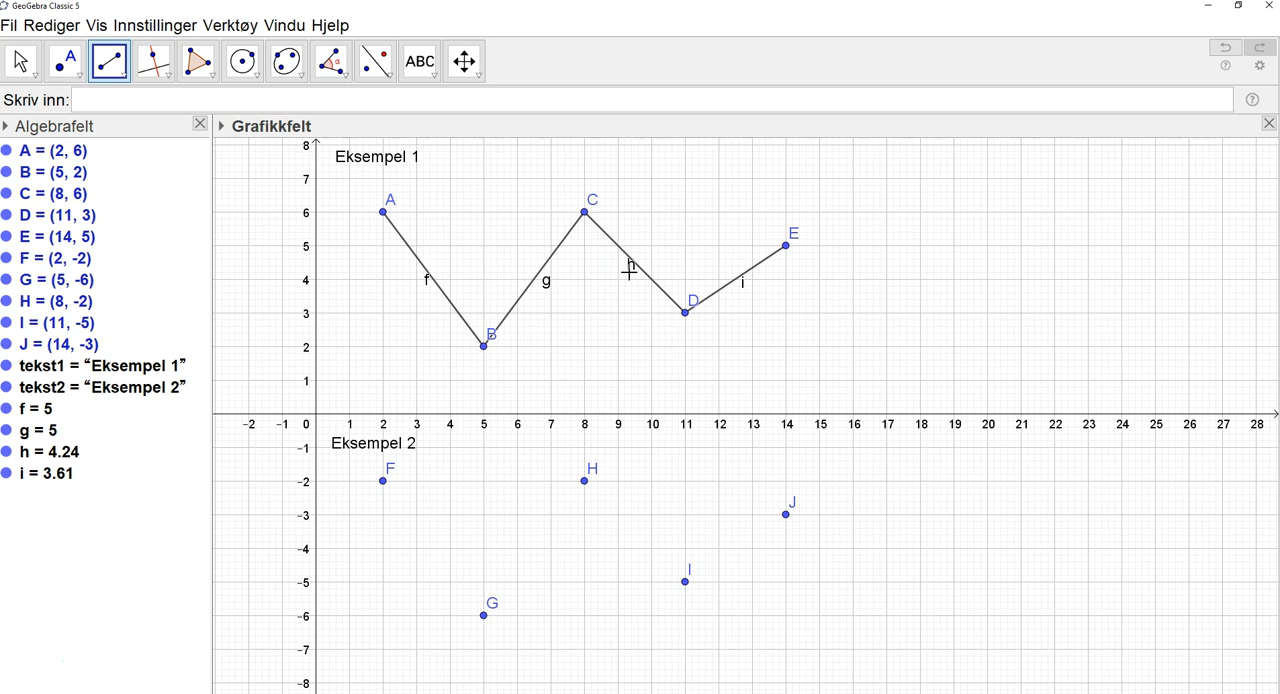 GeoGebra Classic 5
Fil Rediger Vis Innstillinger Verktøy Vindu Hjelp
A α ABC
Skriv inn:
Algebrafelt
Grafikkfelt
A = (2, 6)
B = (5, 2)
C = (8, 6)
D = (11, 3)
E = (14, 5)
F = (2, -2)
G = (5, -6)
H = (8, -2)
I = (11, -5)
J = (14, -3)
tekst1 = “Eksempel 1”
tekst2 = “Eksempel 2”
f = 5
g = 5
h = 4.24
i = 3.61
8
Eksempel 1
7
A C
6
E
5
f g h i
4
D
3
B
2
1
-2 -1 0 1 2 3 4 5 6 7 8 9 10 11 12 13 14 15 16 17 18 19 20 21 22 23 24 25 26 27 28
Eksempel 2
-1
F H
-2
J
-3
-4
I
-5
G
-6
-7
-8